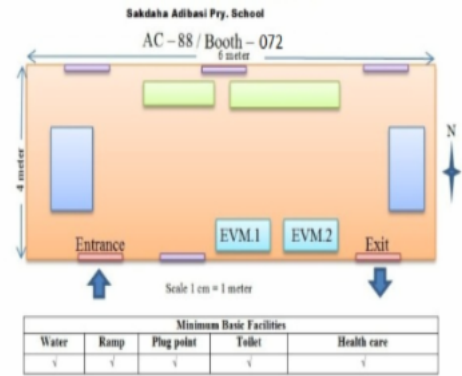 Sakdaha Adibasi Pry. School
AC - 88 / Booth - 072
6 meter
N
4 meter
EVM.1 EVM.2
Entrance Exit
Scale 1 cm = 1 meter
Minimum Basic Facilities
Water Ramp Plug point Toilet Health care
√ √ √ √ √